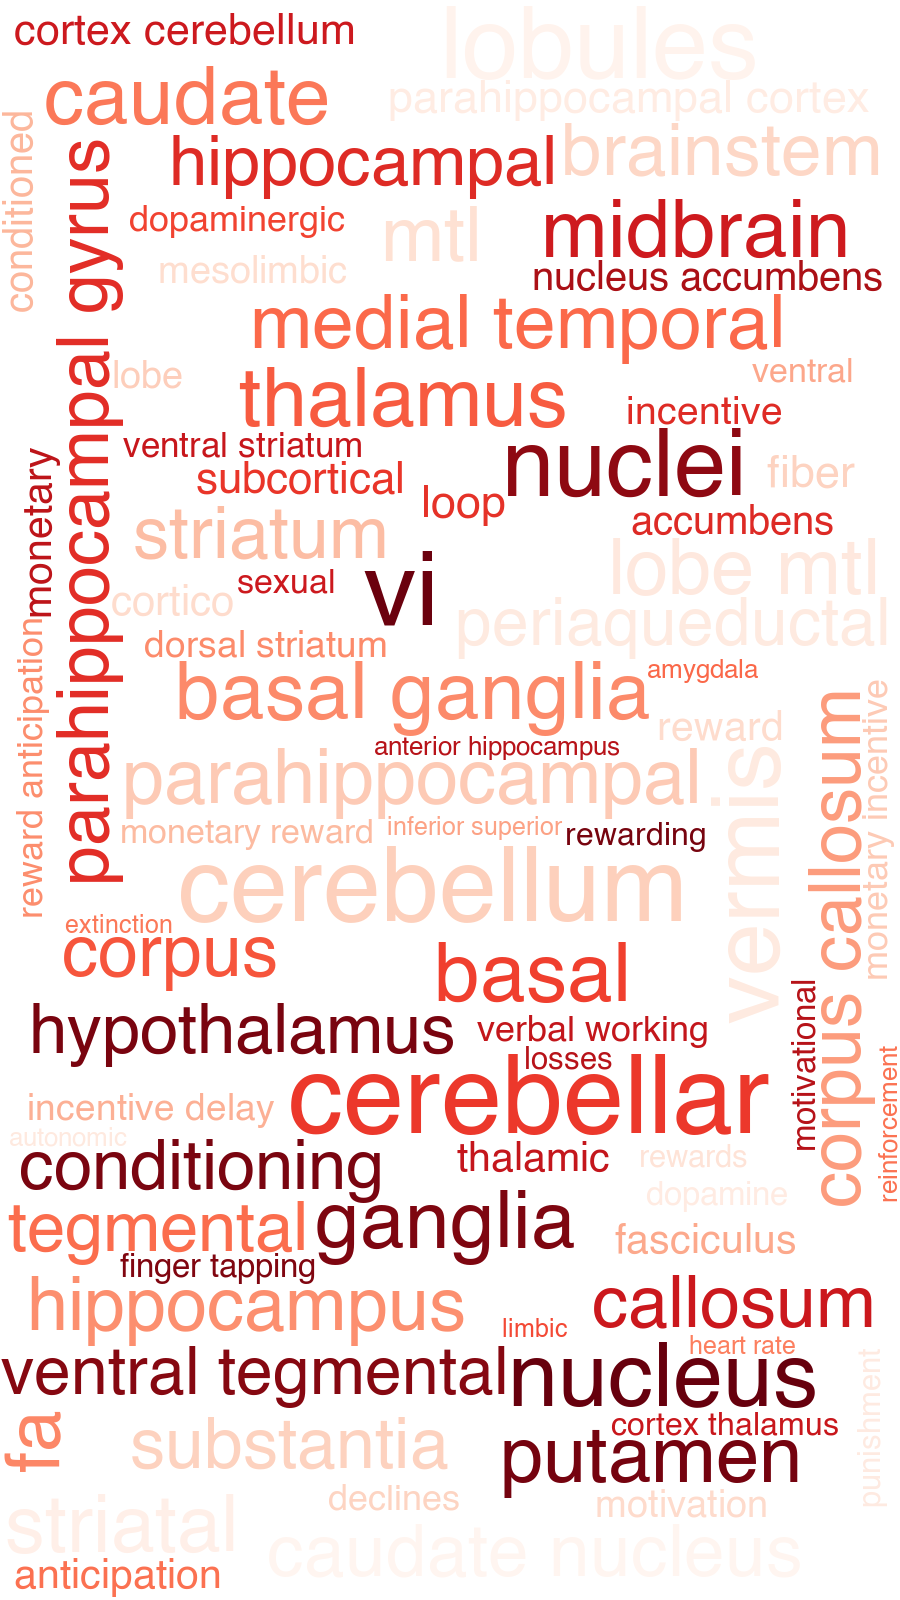 cortex cerebellum
lobules
caudate
parahippocampal cortex
conditioned
parahippocampal gyrus
hippocampal
brainstem
dopaminergic
mtl
midbrain
mesolimbic
nucleus accumbens
medial temporal
lobe
thalamus
ventral
incentive
ventral striatum
nuclei
monetary
subcortical
loop
fiber
striatum
accumbens
vi
lobe mtl
sexual
cortico
periaqueductal
reward anticipation
dorsal striatum
basal ganglia
amygdala
corpus callosum
monetary incentive
reward
anterior hippocampus
vermis
parahippocampal
monetary reward
inferior superior
rewarding
cerebellum
extinction
corpus
basal
hypothalamus
verbal working
motivational
losses
cerebellar
reinforcement
incentive delay
autonomic
conditioning
thalamic
rewards
dopamine
tegmental
ganglia
fasciculus
finger tapping
hippocampus
callosum
limbic
heart rate
ventral tegmental
nucleus
punishment
fa
cortex thalamus
substantia
putamen
declines
motivation
striatal
caudate nucleus
anticipation